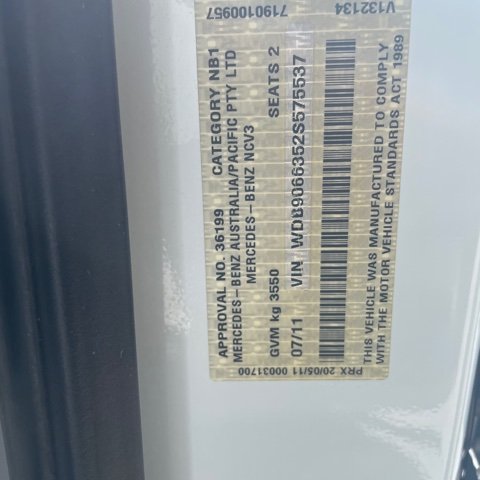 APPROVAL NO. 36199 CATEGORY NB1
MERCEDES-BENZ AUSTRALIA/PACIFIC PTY LTD
MERCEDES-BENZ NCV3
GVM kg 3550 SEATS 2
07/11 VIN WDB9066352S575537
THIS VEHICLE WAS MANUFACTURED TO COMPLY
WITH THE MOTOR VEHICLE STANDARDS ACT 1989
PRX 20/05/11 00031700
7190100957
V132134